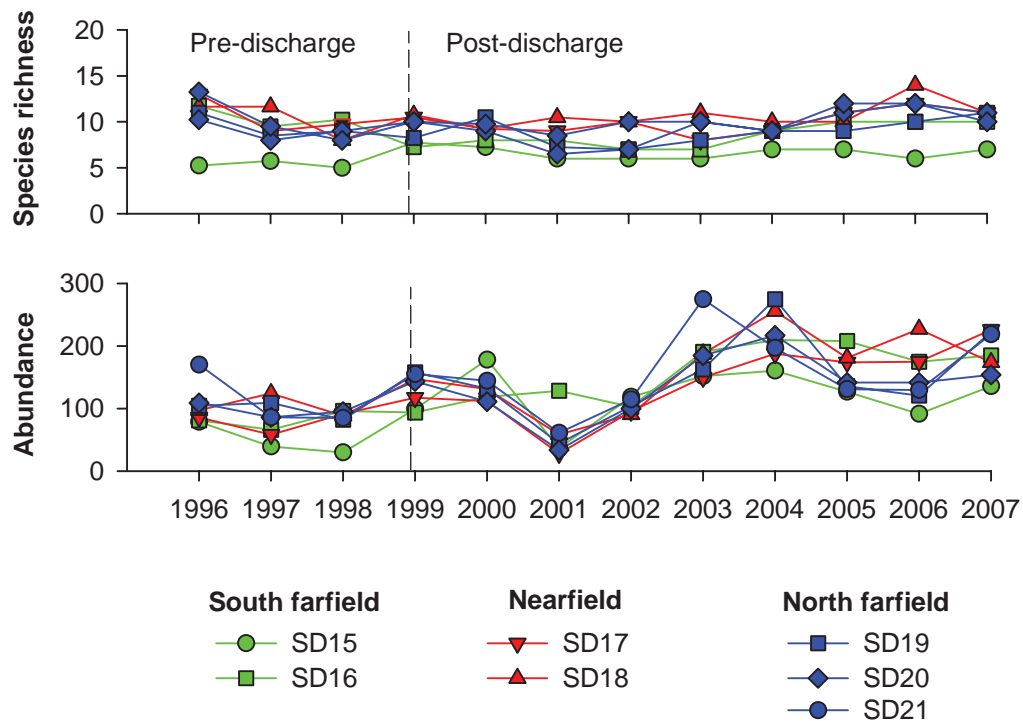 Species richness
20
15
10
5
0
Pre-discharge
Post-discharge
Abundance
300
200
100
0
1996 1997 1998 1999 2000 2001 2002 2003 2004 2005 2006 2007
South farfield
SD15
SD16
Nearfield
SD17
SD18
North farfield
SD19
SD20
SD21